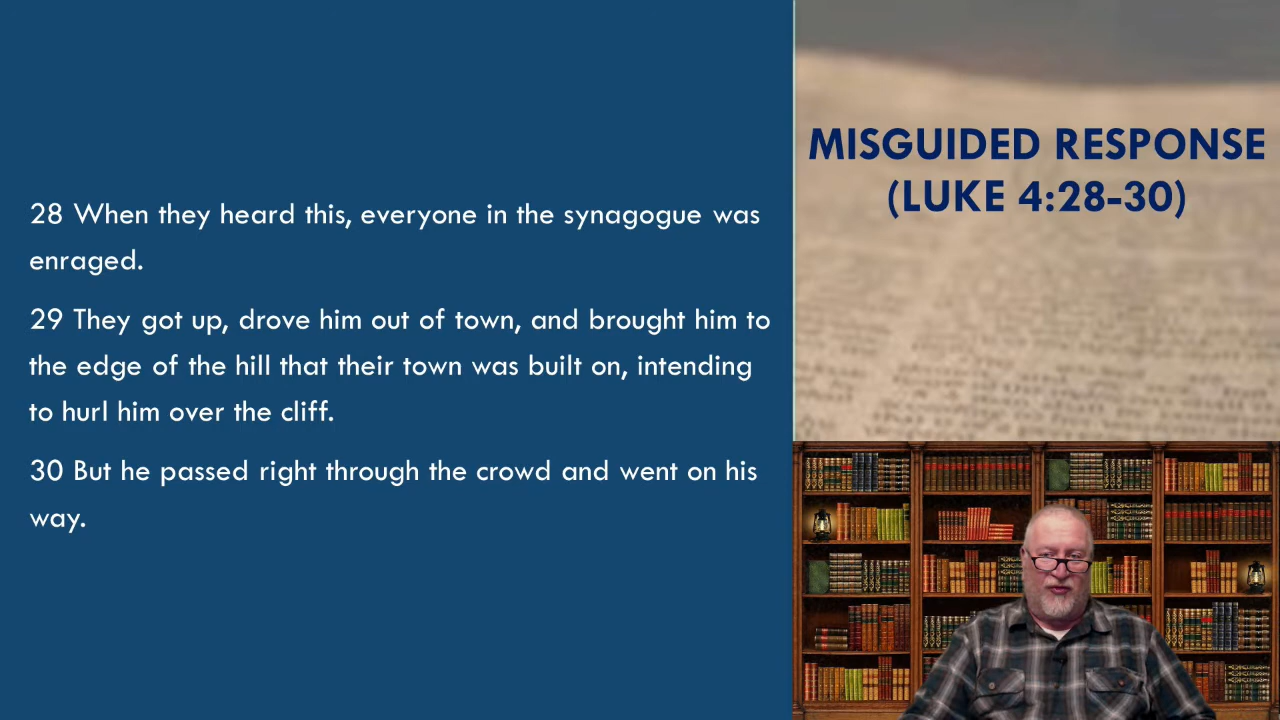 28 When they heard this, everyone in the synagogue was
enraged.
29 They got up, drove him out of town, and brought him to
the edge of the hill that their town was built on, intending
to hurl him over the cliff.
30 But he passed right through the crowd and went on his
way.
MISGUIDED RESPONSE
(LUKE 4:28-30)